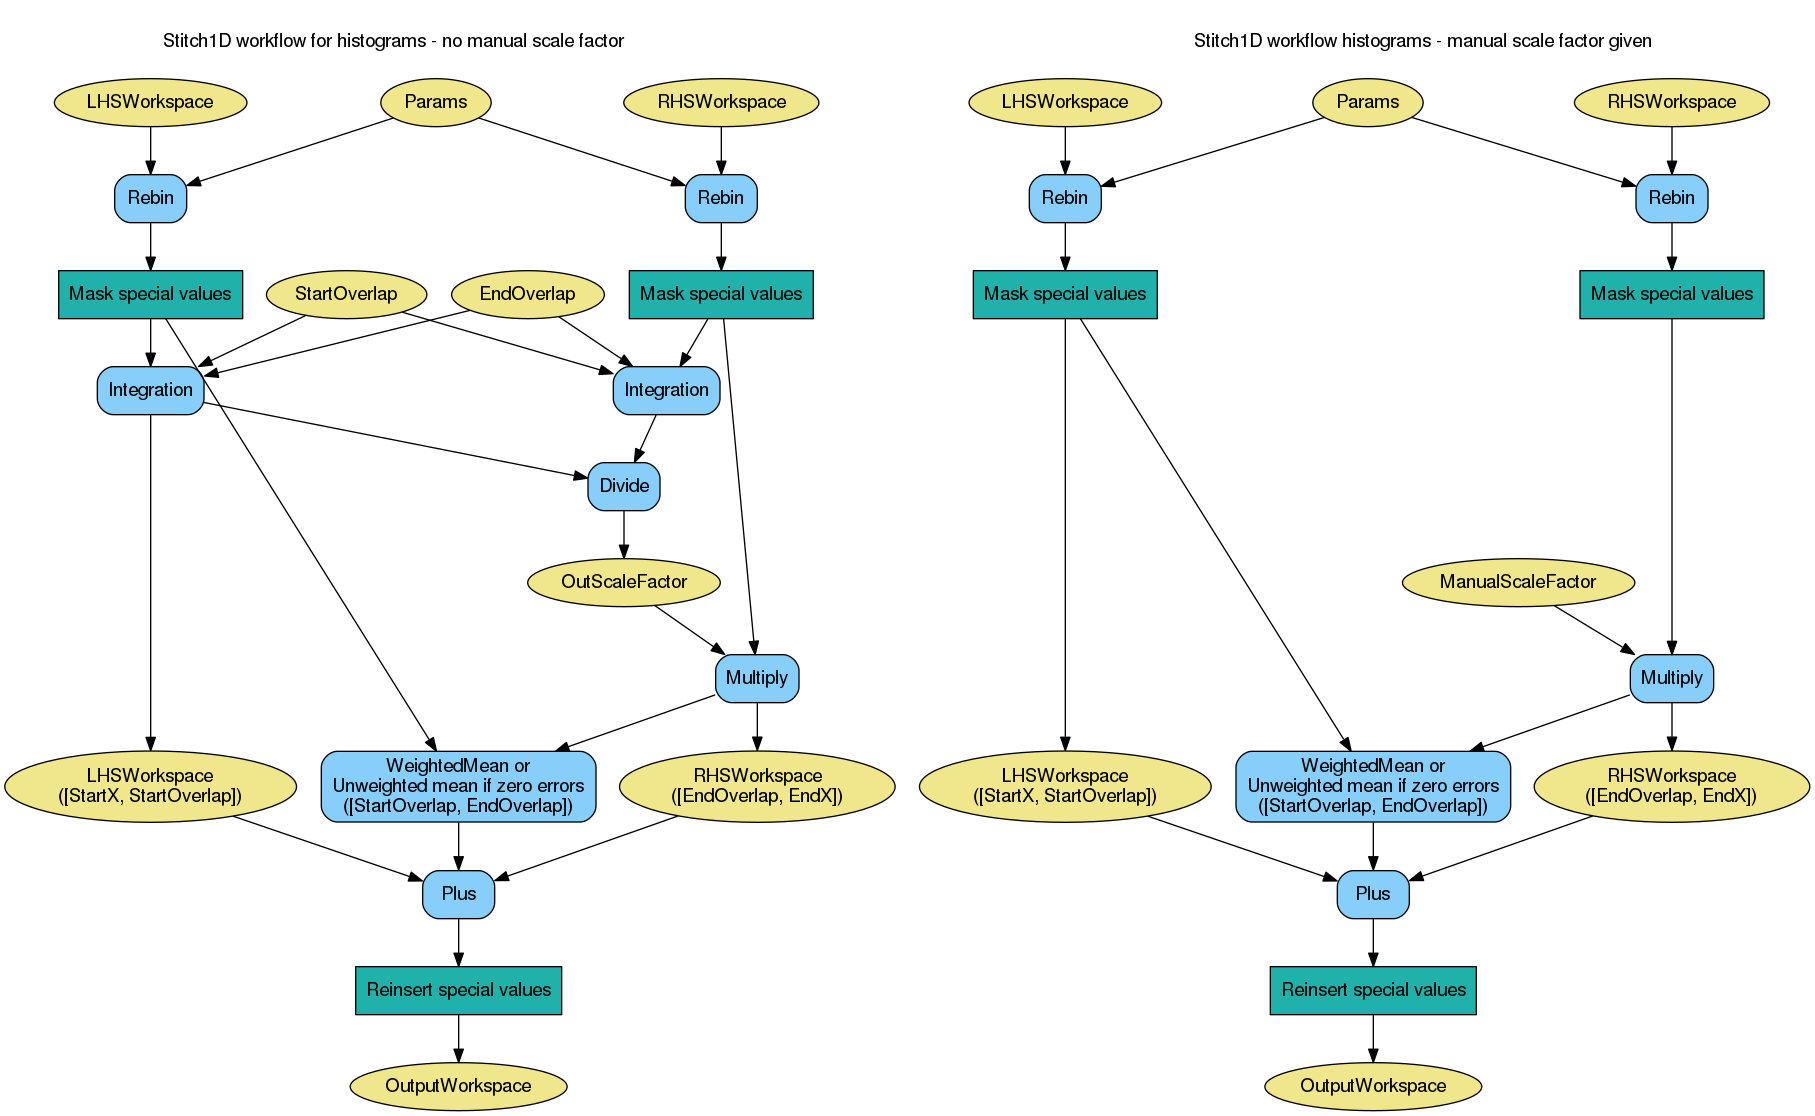 Stitch1D workflow for histograms - no manual scale factor
LHSWorkspace
Params
RHSWorkspace
Rebin
Rebin
Mask special values
StartOverlap
EndOverlap
Mask special values
Integration
Integration
Divide
OutScaleFactor
Multiply
LHSWorkspace
([StartX, StartOverlap])
WeightedMean or
Unweighted mean if zero errors
([StartOverlap, EndOverlap])
RHSWorkspace
([EndOverlap, EndX])
Plus
Reinsert special values
OutputWorkspace
Stitch1D workflow histograms - manual scale factor given
LHSWorkspace
Params
RHSWorkspace
Rebin
Rebin
Mask special values
Mask special values
ManualScaleFactor
Multiply
LHSWorkspace
([StartX, StartOverlap])
WeightedMean or
Unweighted mean if zero errors
([StartOverlap, EndOverlap])
RHSWorkspace
([EndOverlap, EndX])
Plus
Reinsert special values
OutputWorkspace